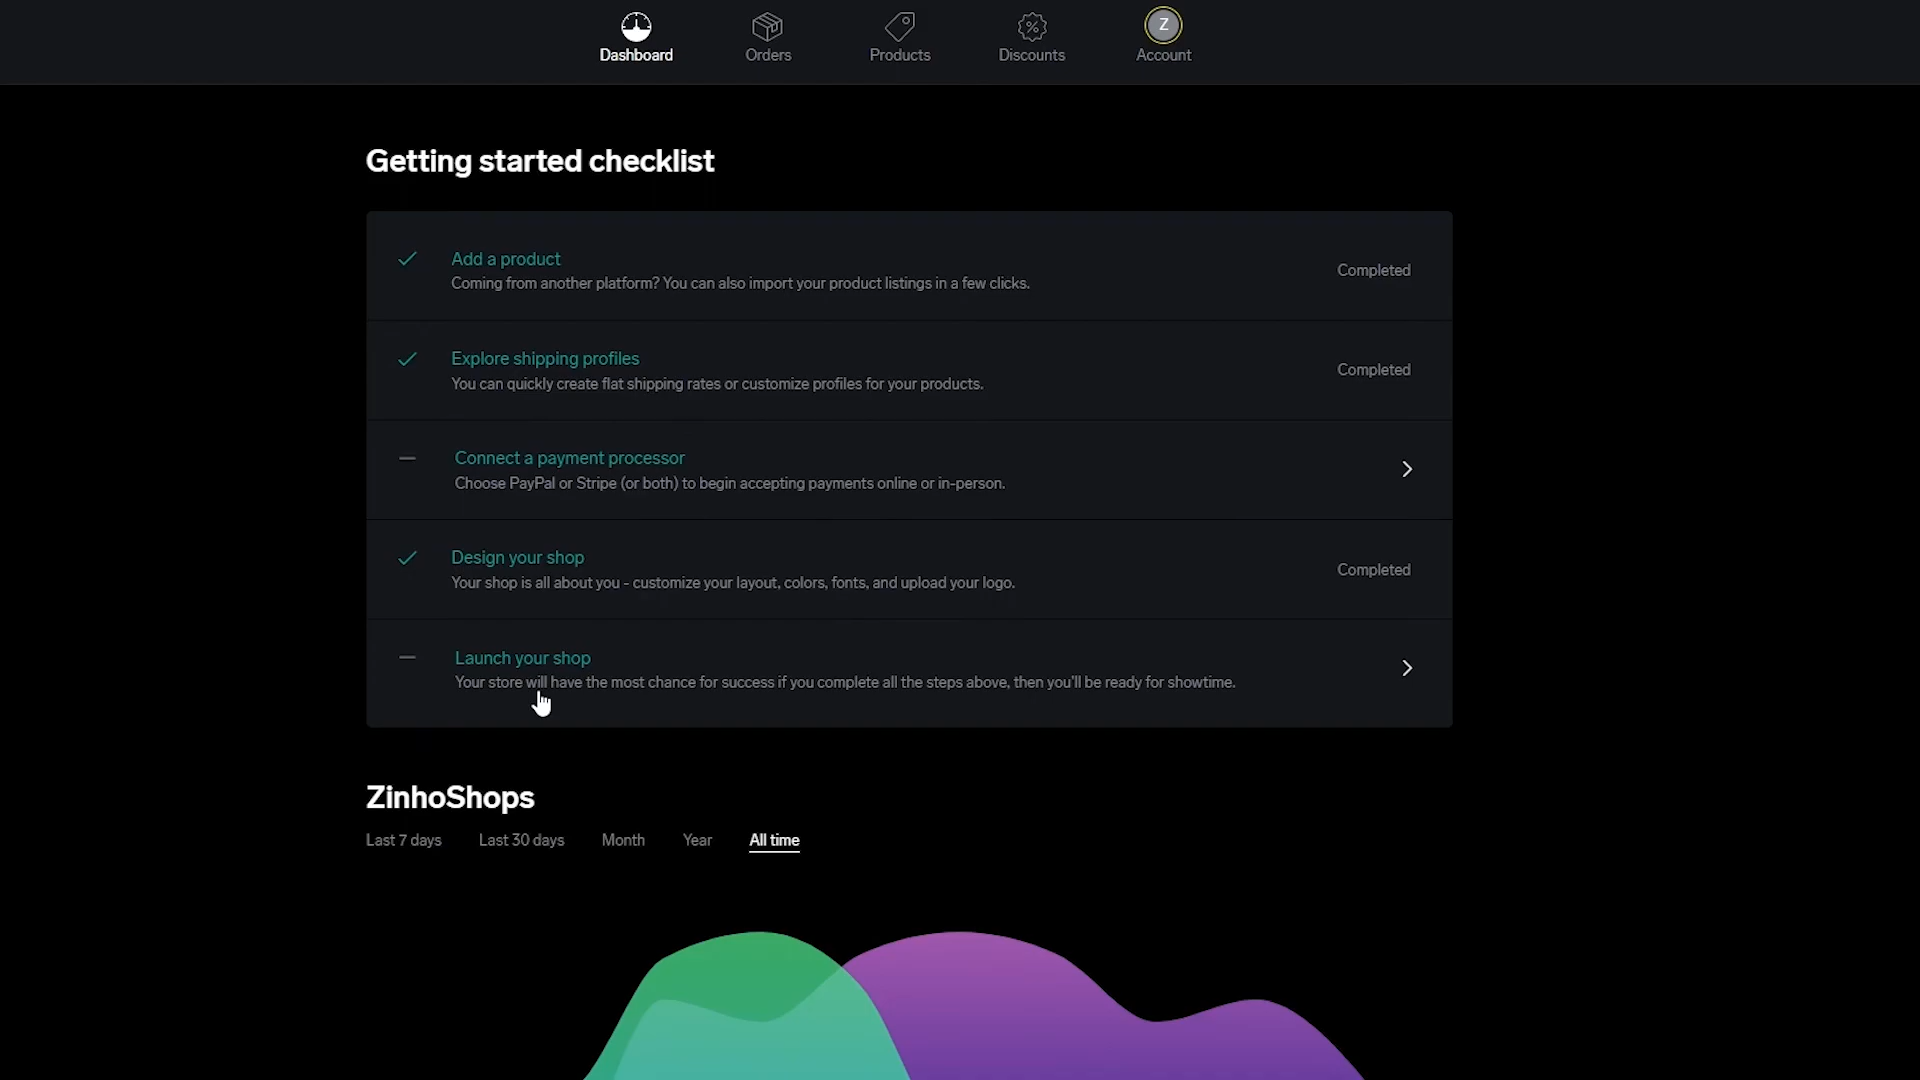 Dashboard
Orders
Products
Discounts
Z
Account
Getting started checklist
Add a product
Coming from another platform? You can also import your product listings in a few clicks.
Completed
Explore shipping profiles
You can quickly create flat shipping rates or customize profiles for your products.
Completed
Connect a payment processor
Choose PayPal or Stripe (or both) to begin accepting payments online or in-person.
Design your shop
Your shop is all about you - customize your layout, colors, fonts, and upload your logo.
Completed
Launch your shop
Your store will have the most chance for success if you complete all the steps above, then you'll be ready for showtime.
ZinhoShops
Last 7 days
Last 30 days
Month
Year
All time